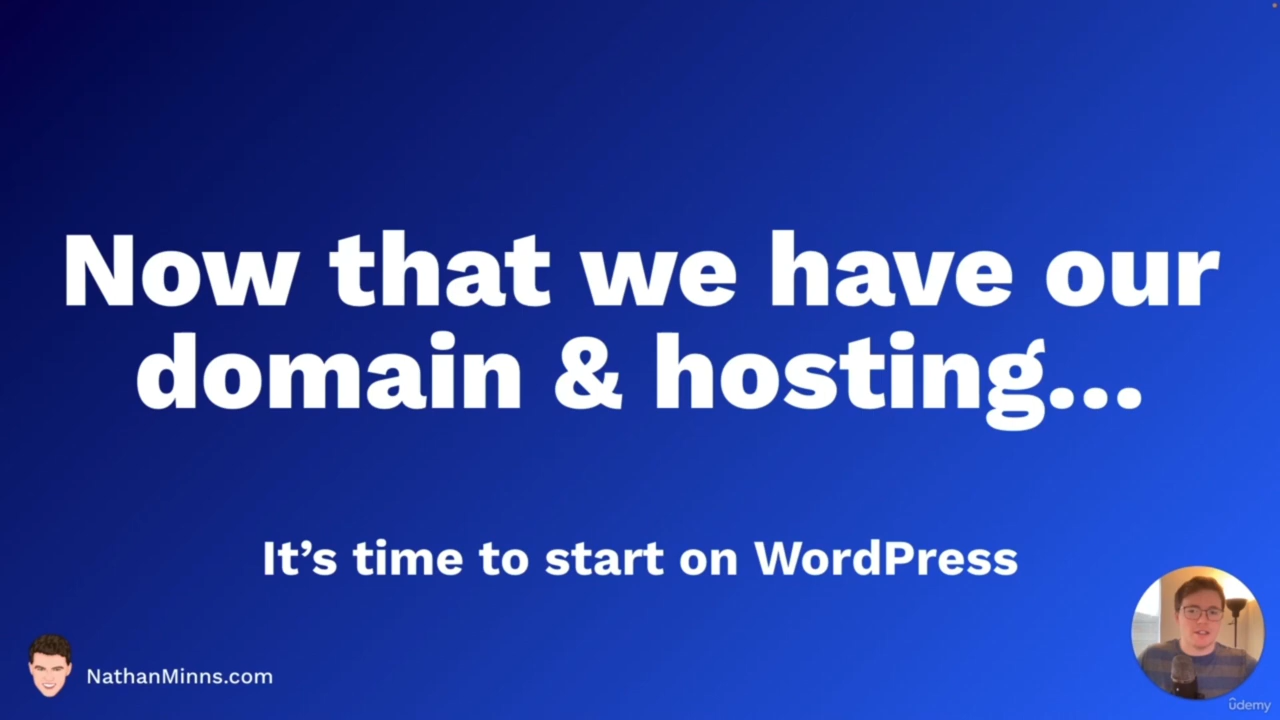 Now that we have our
domain & hosting...
It’s time to start on WordPress
NathanMinns.com
ûdemy